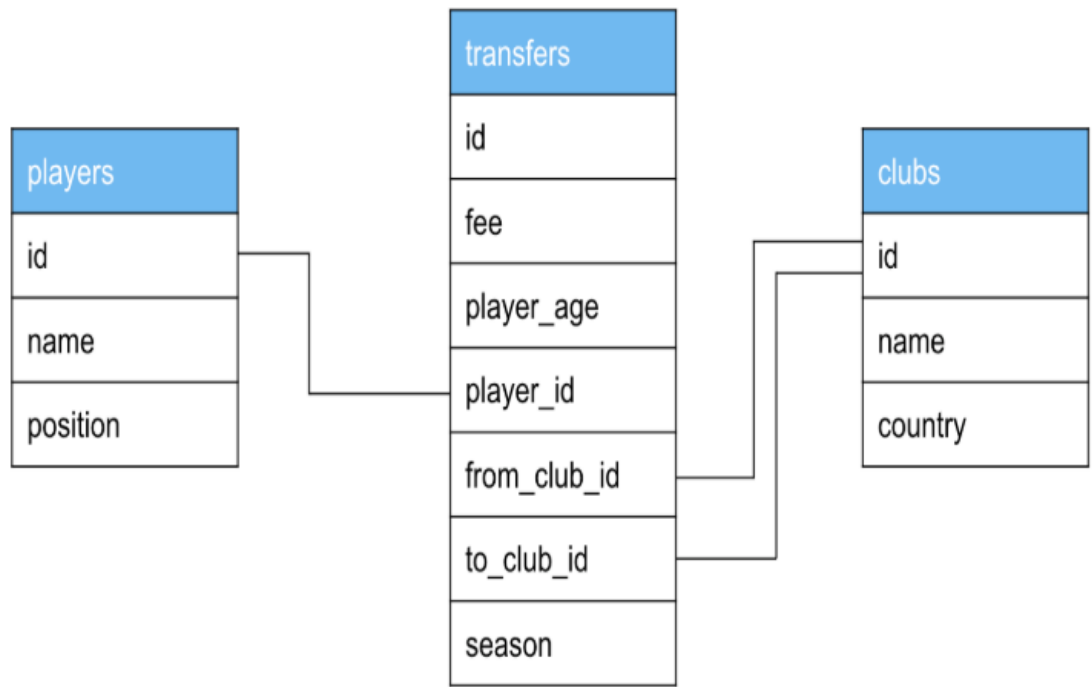 players
id
name
position
transfers
id
fee
player_age
player_id
from_club_id
to_club_id
season
clubs
id
name
country